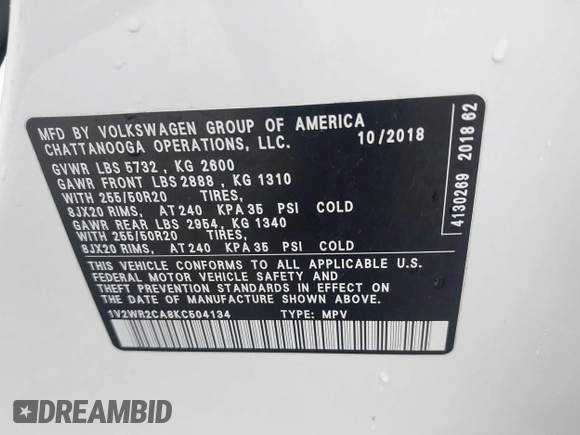 MFD BY VOLKSWAGEN GROUP OF AMERICA
CHATTANOOGA OPERATIONS, LLC. 10/2018
GVWR LBS 5732 , KG 2600
GAWR FRONT LBS 2888 , KG 1310
WITH 255/50R20 TIRES,
8JX20 RIMS, AT 240 KPA 35 PSI COLD
GAWR REAR LBS 2954, KG 1340
WITH 255/50R20 TIRES,
8JX20 RIMS, AT 240 KPA 35 PSI COLD
THIS VEHICLE CONFORMS TO ALL APPLICABLE U.S.
FEDERAL MOTOR VEHICLE SAFETY AND
THEFT PREVENTION STANDARDS IN EFFECT ON
THE DATE OF MANUFACTURE SHOWN ABOVE.
1V2WR2CA8KC504134 TYPE: MPV
4130269 2018 62
DREAMBID